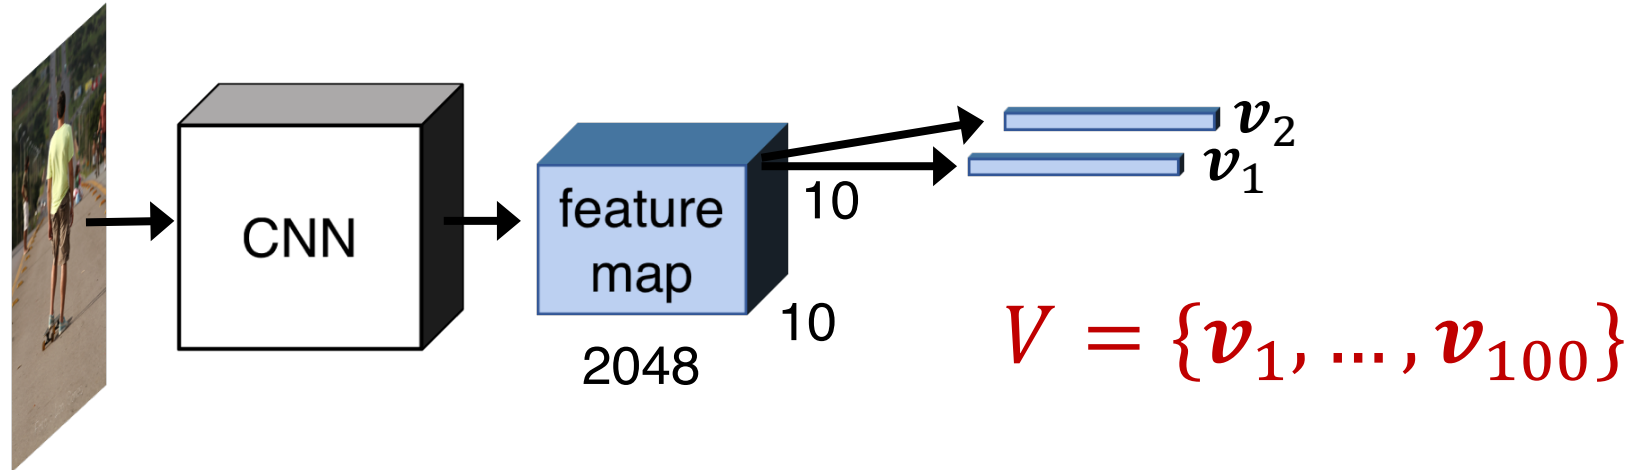 CNN
feature
map
2048
10
10
v₂
v₁
V = {v₁, ... , v₁₀₀}